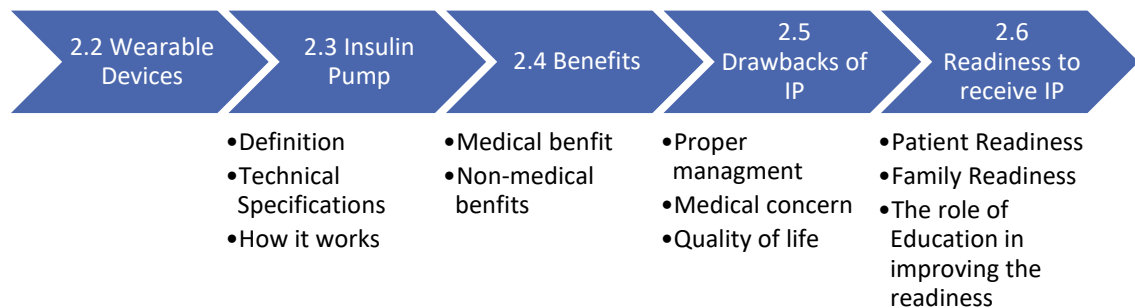 2.2 Wearable
Devices
2.3 Insulin
Pump
2.4 Benefits
2.5
Drawbacks of
IP
2.6
Readiness to
receive IP
•Definition
•Technical
Specifications
•How it works
•Medical benfit
•Non-medical
benfits
•Proper
managment
•Medical concern
•Quality of life
•Patient Readiness
•Family Readiness
•The role of
Education in
improving the
readiness